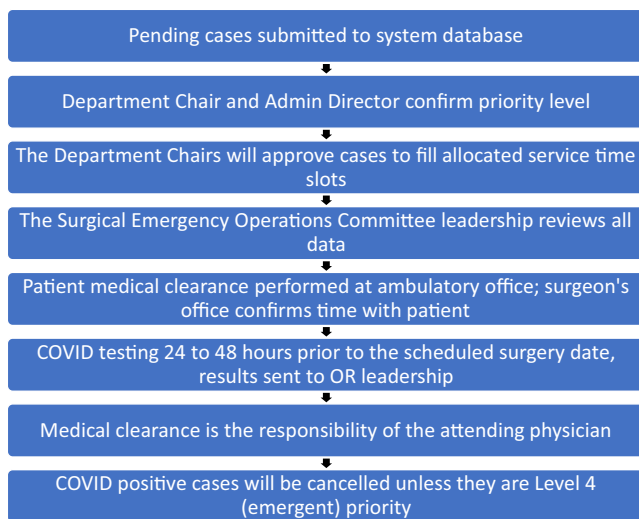 Pending cases submitted to system database
Department Chair and Admin Director confirm priority level
The Department Chairs will approve cases to fill allocated service time
slots
The Surgical Emergency Operations Committee leadership reviews all
data
Patient medical clearance performed at ambulatory office; surgeon's
office confirms time with patient
COVID testing 24 to 48 hours prior to the scheduled surgery date,
results sent to OR leadership
Medical clearance is the responsibility of the attending physician
COVID positive cases will be cancelled unless they are Level 4
(emergent) priority